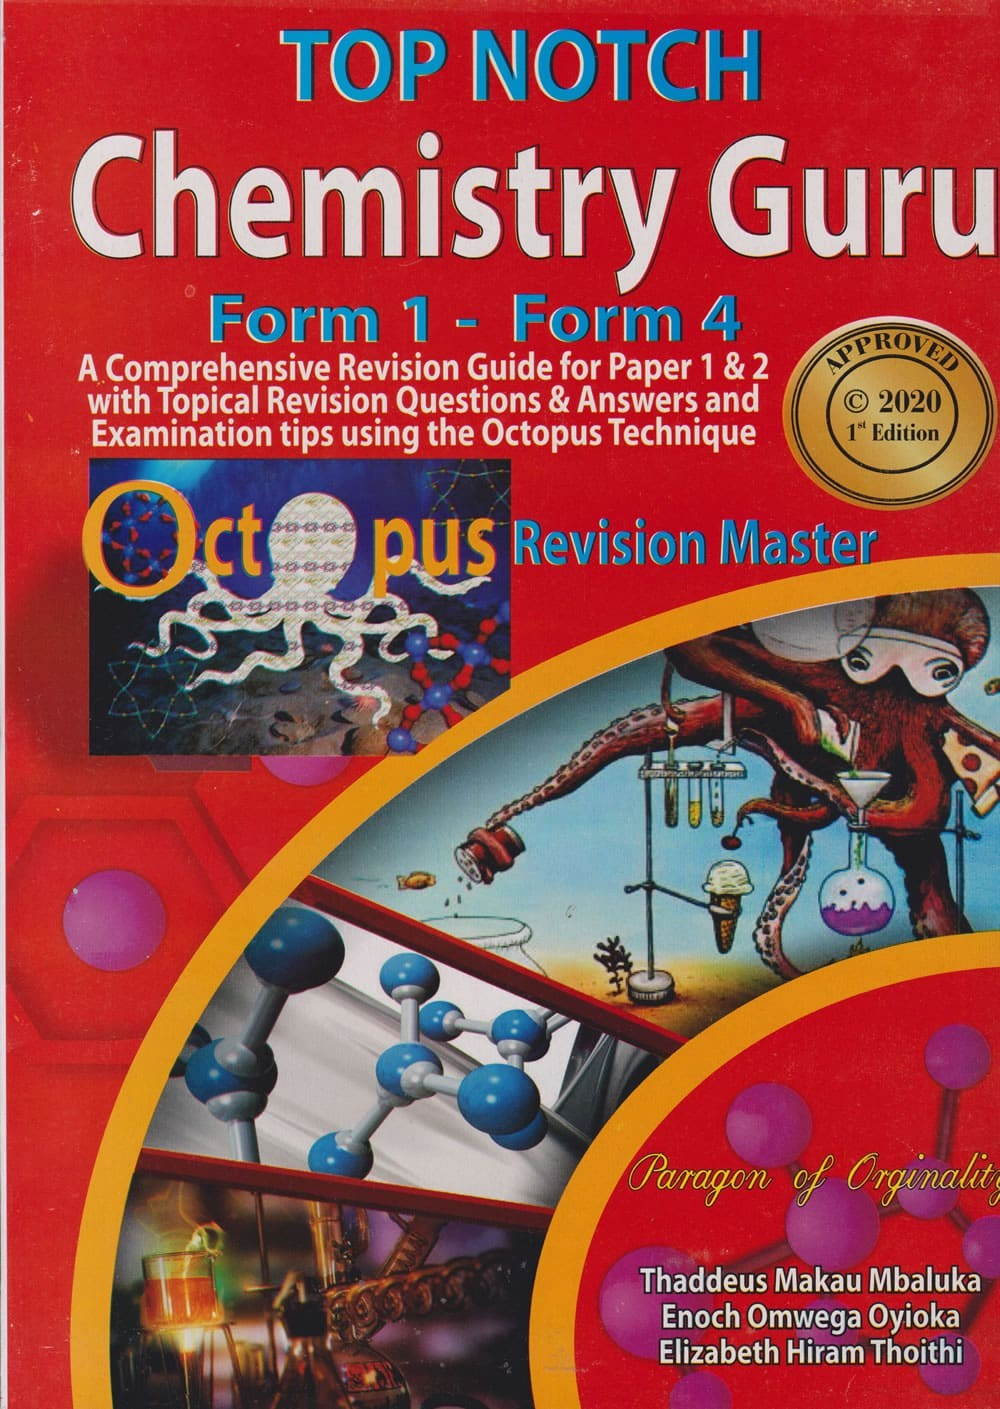 TOP NOTCH
Chemistry Guru
Form 1 - Form 4
A Comprehensive Revision Guide for Paper 1 & 2
with Topical Revision Questions & Answers and
Examination tips using the Octopus Technique
APPROVED
© 2020
1st Edition
Octopus Revision Master
Paragon of Orginality
Thaddeus Makau Mbaluka
Enoch Omwega Oyioka
Elizabeth Hiram Thoithi